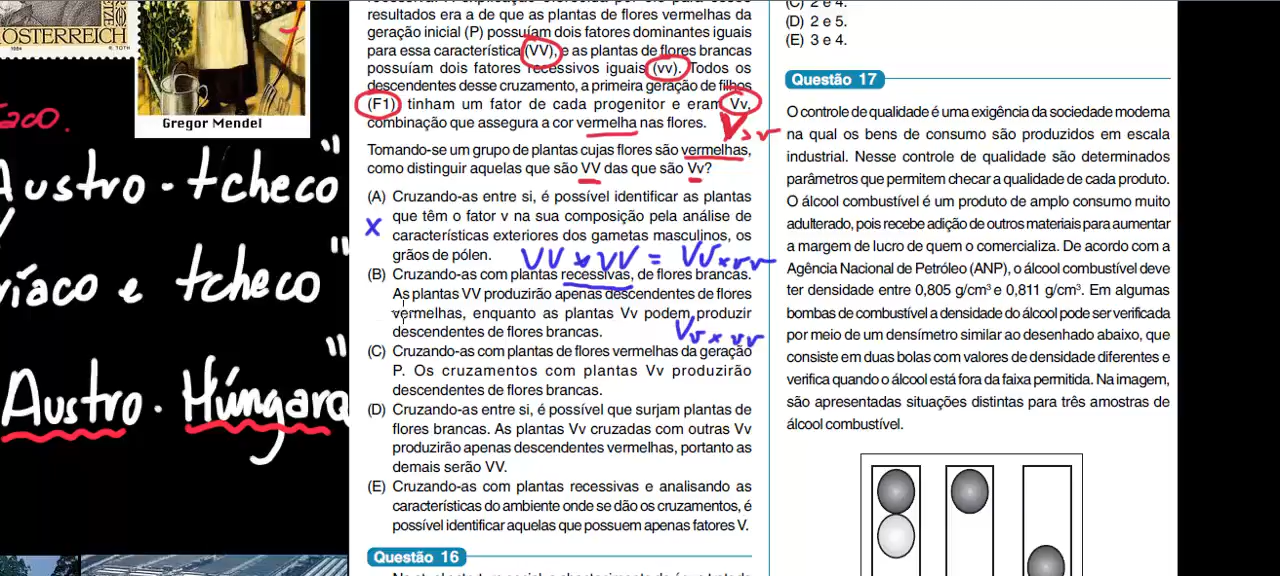 ÖSTERREICH
1884
R. TOTH
Gregor Mendel
Austro - tcheco"
e tcheco"
Austro - Húngara"
resultados era a de que as plantas de flores vermelhas da
geração inicial (P) possuíam dois fatores dominantes iguais
para essa característica (VV), e as plantas de flores brancas
possuíam dois fatores recessivos iguais (vv). Todos os
descendentes desse cruzamento, a primeira geração de filhos
(F1) tinham um fator de cada progenitor e eram Vv,
combinação que assegura a cor vermelha nas flores.
V > v
Tomando-se um grupo de plantas cujas flores são vermelhas,
como distinguir aquelas que são VV das que são Vv?
(A) Cruzando-as entre si, é possível identificar as plantas
que têm o fator v na sua composição pela análise de
x características exteriores dos gametas masculinos, os
grãos de pólen.
VV x VV = VV x vv
(B) Cruzando-as com plantas recessivas, de flores brancas.
As plantas VV produzirão apenas descendentes de flores
vermelhas, enquanto as plantas Vv podem produzir
descendentes de flores brancas.
Vv x vv
(C) Cruzando-as com plantas de flores vermelhas da geração
P. Os cruzamentos com plantas Vv produzirão
descendentes de flores brancas.
(D) Cruzando-as entre si, é possível que surjam plantas de
flores brancas. As plantas Vv cruzadas com outras Vv
produzirão apenas descendentes vermelhas, portanto as
demais serão VV.
(E) Cruzando-as com plantas recessivas e analisando as
características do ambiente onde se dão os cruzamentos, é
possível identificar aquelas que possuem apenas fatores V.
Questão 16
(C) 2 e 4.
(D) 2 e 5.
(E) 3 e 4.
Questão 17
O controle de qualidade é uma exigência da sociedade moderna
na qual os bens de consumo são produzidos em escala
industrial. Nesse controle de qualidade são determinados
parâmetros que permitem checar a qualidade de cada produto.
O álcool combustível é um produto de amplo consumo muito
adulterado, pois recebe adição de outros materiais para aumentar
a margem de lucro de quem o comercializa. De acordo com a
Agência Nacional de Petróleo (ANP), o álcool combustível deve
ter densidade entre 0,805 g/cm³ e 0,811 g/cm³. Em algumas
bombas de combustível a densidade do álcool pode ser verificada
por meio de um densímetro similar ao desenhado abaixo, que
consiste em duas bolas com valores de densidade diferentes e
verifica quando o álcool está fora da faixa permitida. Na imagem,
são apresentadas situações distintas para três amostras de
álcool combustível.